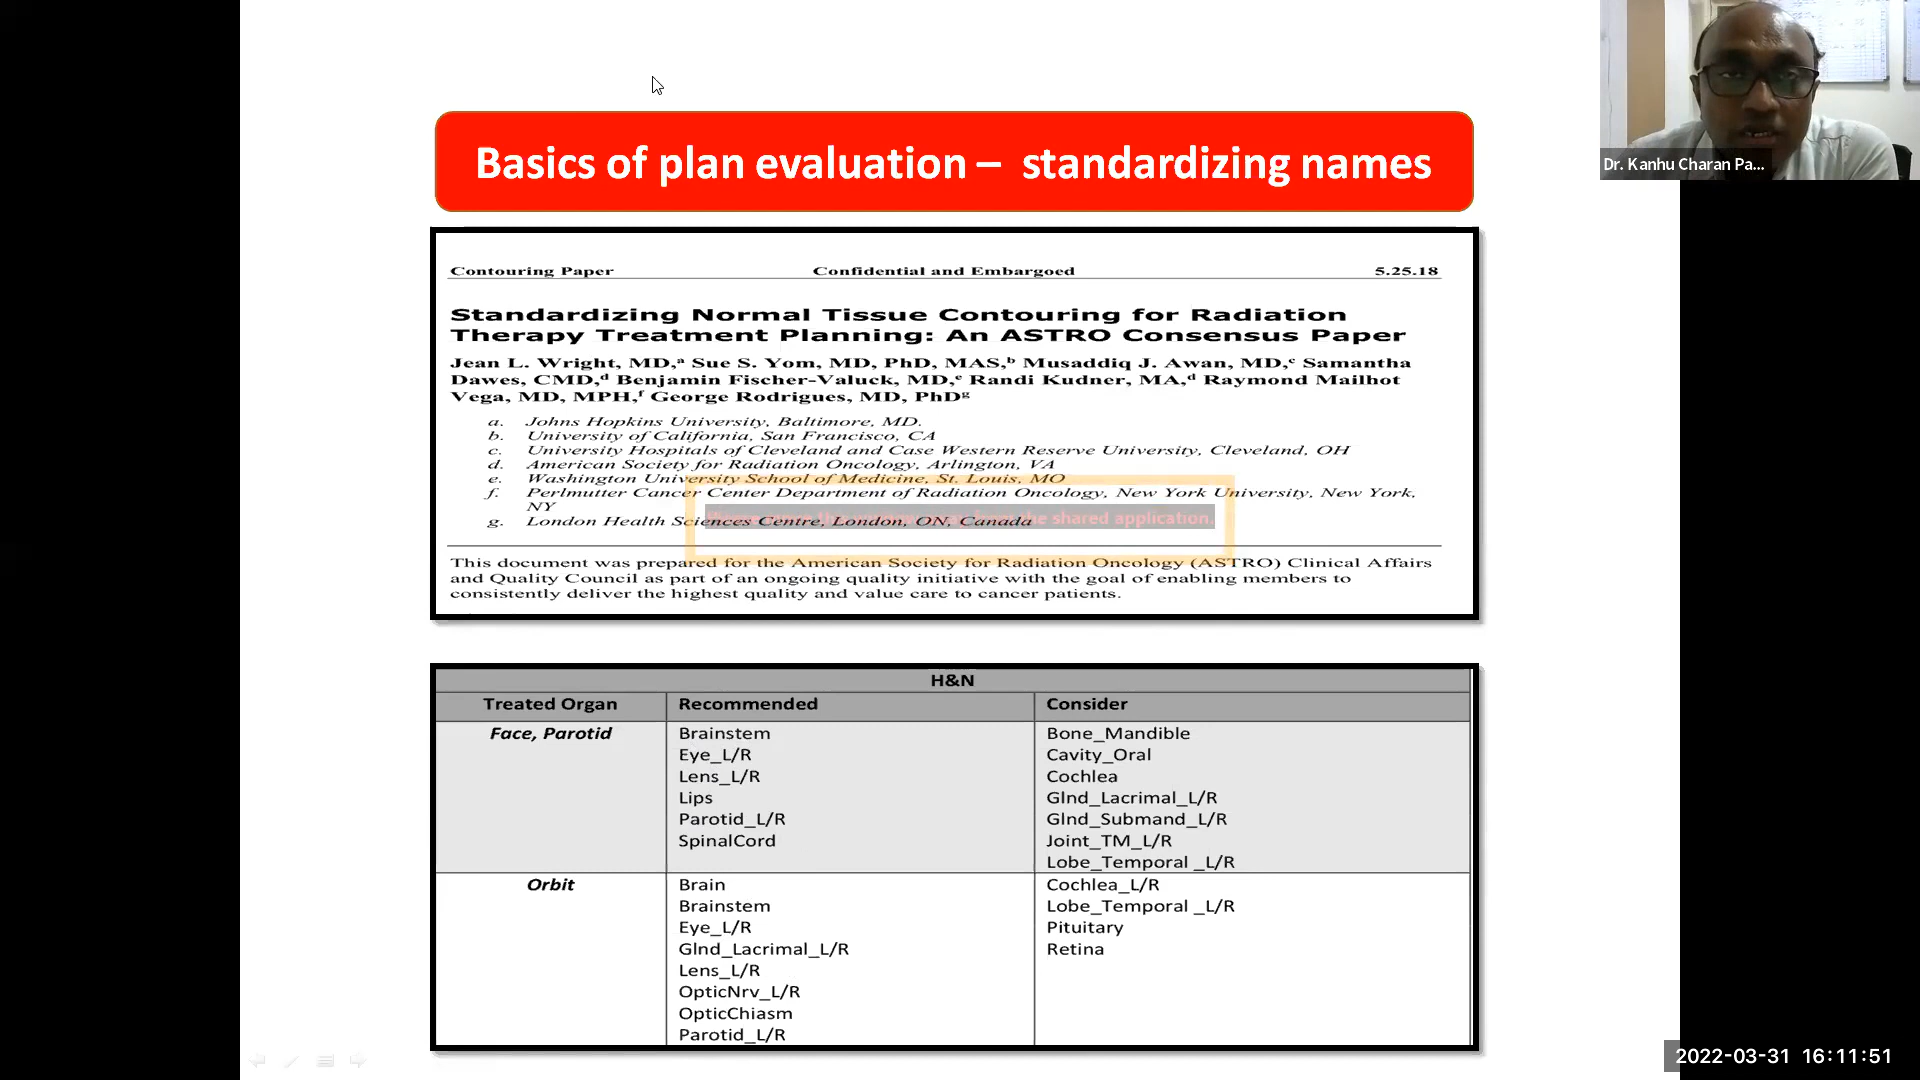 Basics of plan evaluation – standardizing names
Dr. Kanhu Charan Pa...
Contouring Paper Confidential and Embargoed 5.25.18
Standardizing Normal Tissue Contouring for Radiation
Therapy Treatment Planning: An ASTRO Consensus Paper
Jean L. Wright, MD,ᵃ Sue S. Yom, MD, PhD, MAS,ᵇ Musaddiq J. Awan, MD,ᶜ Samantha
Dawes, CMD,ᵈ Benjamin Fischer-Valuck, MD,ᵉ Randi Kudner, MA,ᵈ Raymond Mailhot
Vega, MD, MPH,ᶠ George Rodrigues, MD, PhDᵍ
a. Johns Hopkins University, Baltimore, MD.
b. University of California, San Francisco, CA
c. University Hospitals of Cleveland and Case Western Reserve University, Cleveland, OH
d. American Society for Radiation Oncology, Arlington, VA
e. Washington University School of Medicine, St. Louis, MO
f. Perlmutter Cancer Center Department of Radiation Oncology, New York University, New York,
NY
g. London Health Sciences Centre, London, ON, Canada
the shared application.
This document was prepared for the American Society for Radiation Oncology (ASTRO) Clinical Affairs
and Quality Council as part of an ongoing quality initiative with the goal of enabling members to
consistently deliver the highest quality and value care to cancer patients.
H&N
Treated Organ Recommended Consider
Face, Parotid Brainstem Bone_Mandible
Eye_L/R Cavity_Oral
Lens_L/R Cochlea
Lips Glnd_Lacrimal_L/R
Parotid_L/R Glnd_Submand_L/R
SpinalCord Joint_TM_L/R
Lobe_Temporal _L/R
Orbit Brain Cochlea_L/R
Brainstem Lobe_Temporal _L/R
Eye_L/R Pituitary
Glnd_Lacrimal_L/R Retina
Lens_L/R
OpticNrv_L/R
OpticChiasm
Parotid_L/R
2022-03-31 16:11:51